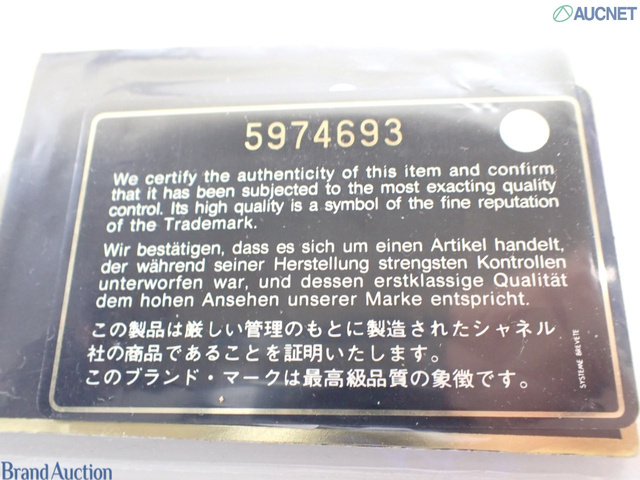 AUCNET
5974693
We certify the authenticity of this item and confirm
that it has been subjected to the most exacting quality
control. Its high quality is a symbol of the fine reputation
of the Trademark.
Wir bestätigen, dass es sich um einen Artikel handelt,
der während seiner Herstellung strengsten Kontrollen
unterworfen war, und dessen erstklassige Qualität
dem hohen Ansehen unserer Marke entspricht.
この製品は厳しい管理のもとに製造されたシャネル
社の商品であることを証明いたします。
このブランド・マークは最高級品質の象徴です。
SYSTEME BREVETE
Brand Auction